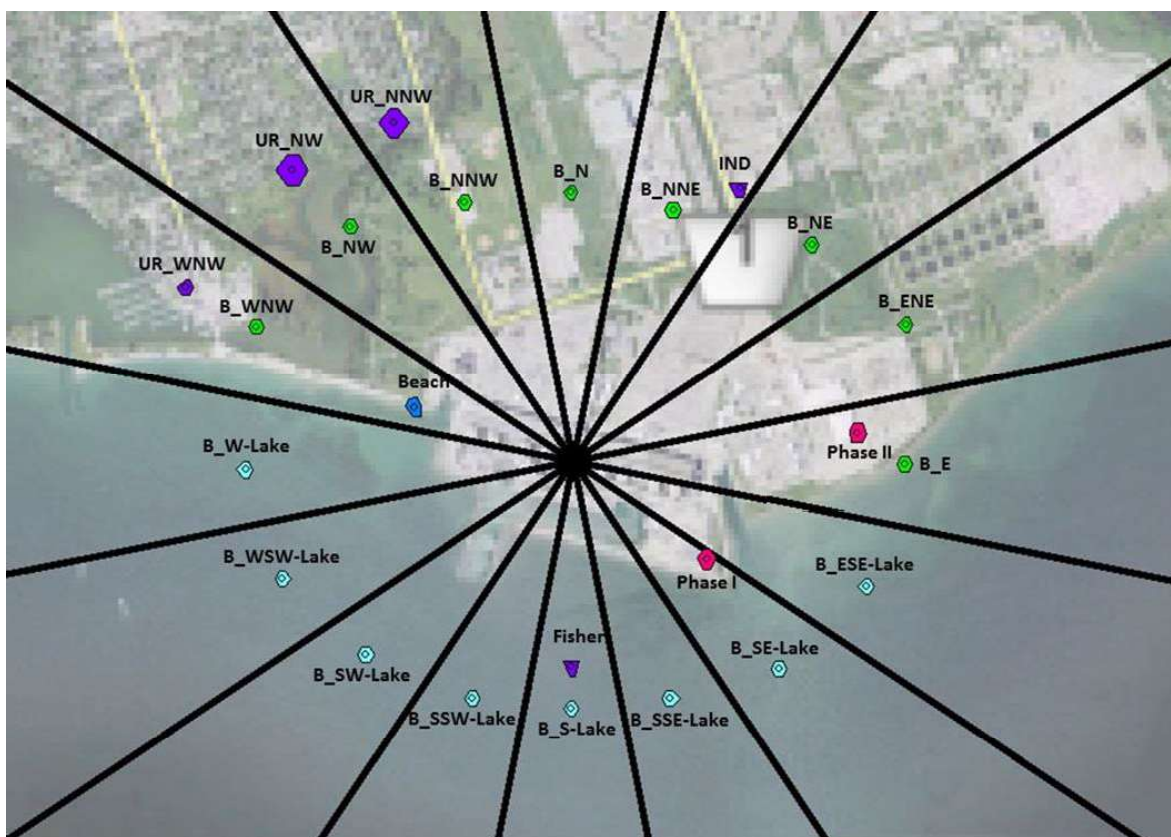 UR_NNW
UR_NW
B_NNW
B_N
B_NNE
IND
B_NW
B_NE
UR_WNW
B_WNW
B_ENE
Beach
B_W-Lake
Phase II
B_E
B_WSW-Lake
Phase I
B_ESE-Lake
Fisher
B_SW-Lake
B_SE-Lake
B_SSW-Lake
B_S-Lake
B_SSE-Lake